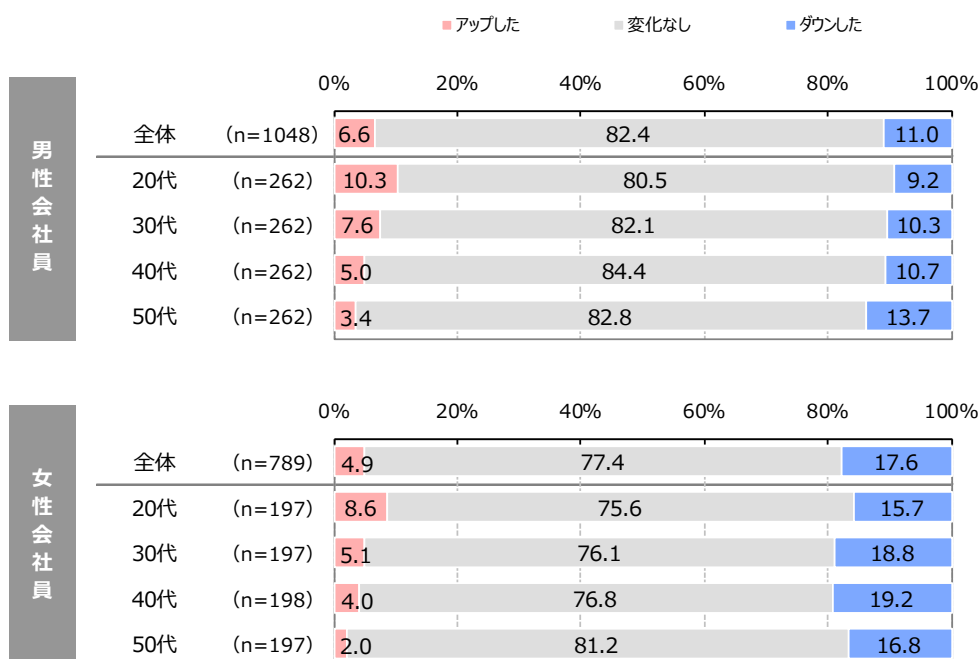 アップした 変化なし ダウンした
0% 20% 40% 60% 80% 100%
男性会社員
全体 (n=1048) 6.6 82.4 11.0
20代 (n=262) 10.3 80.5 9.2
30代 (n=262) 7.6 82.1 10.3
40代 (n=262) 5.0 84.4 10.7
50代 (n=262) 3.4 82.8 13.7
0% 20% 40% 60% 80% 100%
女性会社員
全体 (n=789) 4.9 77.4 17.6
20代 (n=197) 8.6 75.6 15.7
30代 (n=197) 5.1 76.1 18.8
40代 (n=198) 4.0 76.8 19.2
50代 (n=197) 2.0 81.2 16.8